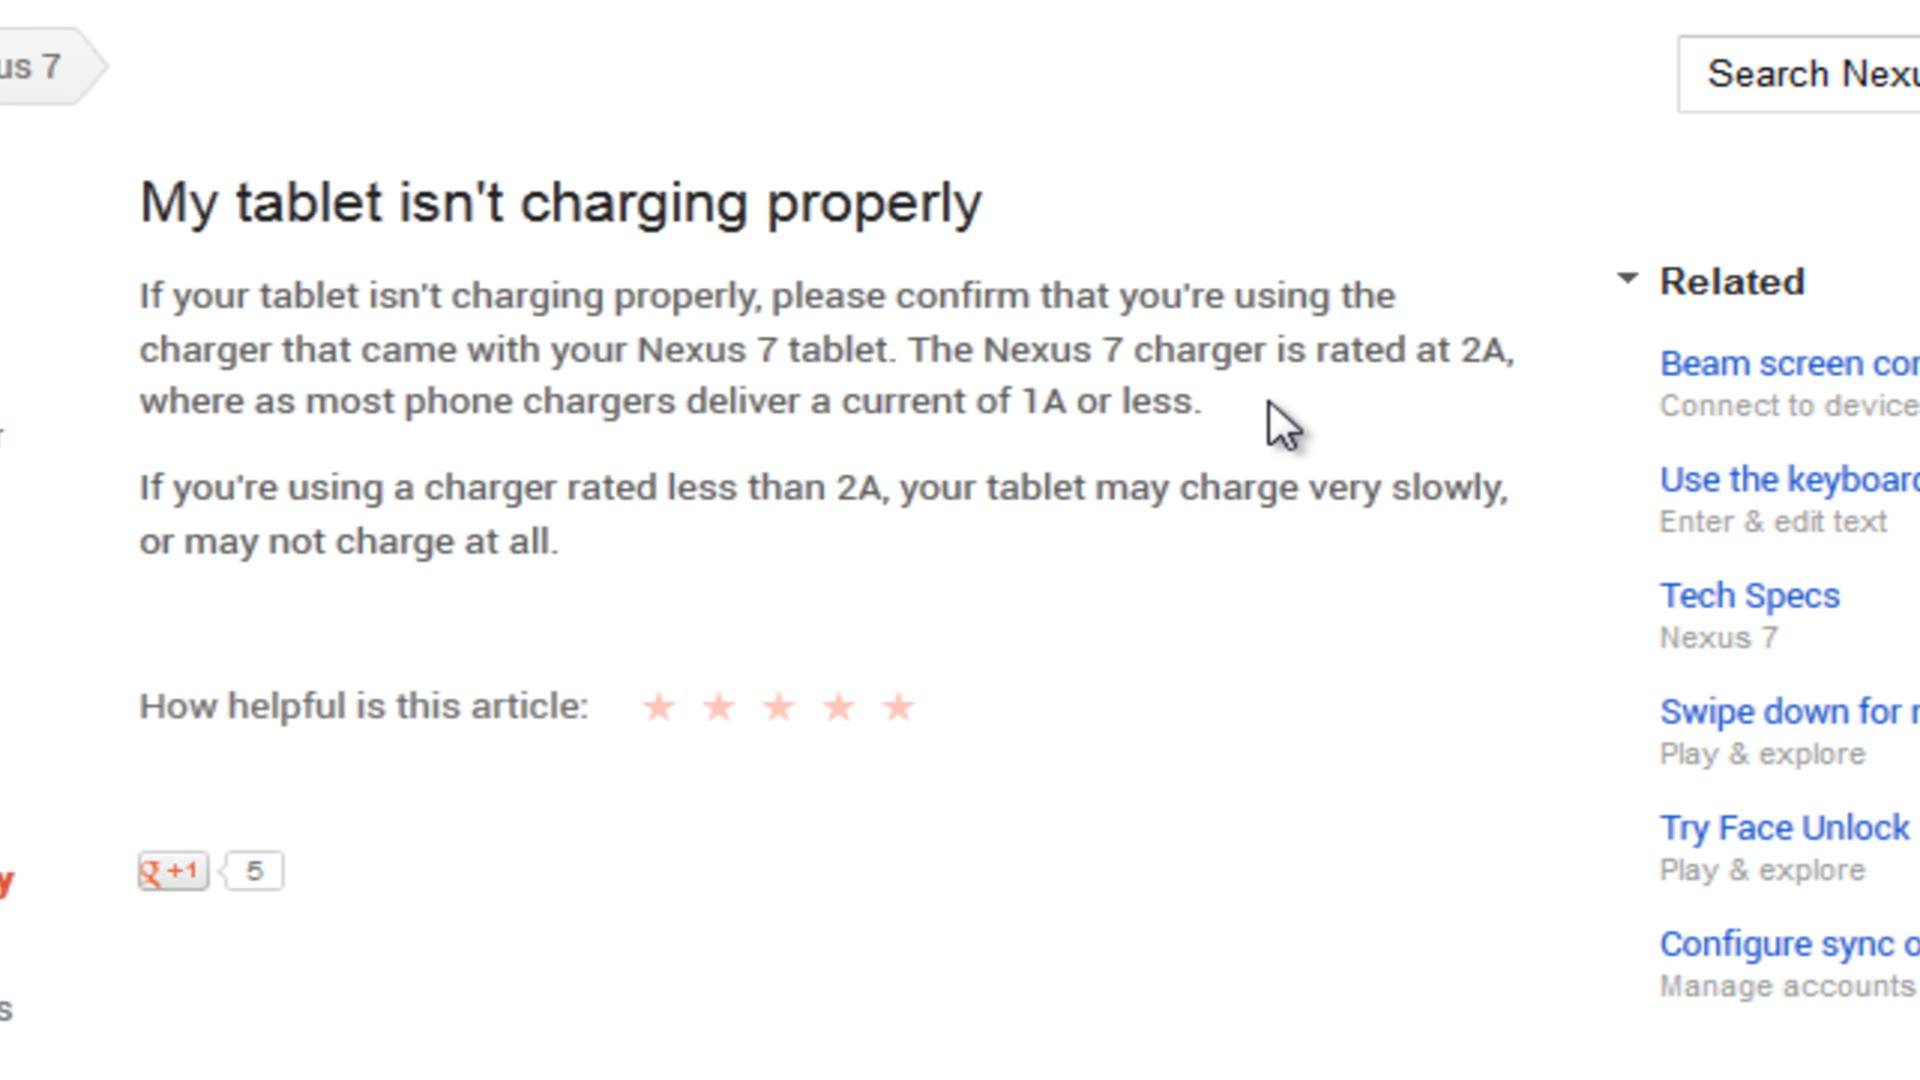 us 7
Search Nexu
My tablet isn't charging properly
If your tablet isn't charging properly, please confirm that you're using the
charger that came with your Nexus 7 tablet. The Nexus 7 charger is rated at 2A,
where as most phone chargers deliver a current of 1A or less.
If you're using a charger rated less than 2A, your tablet may charge very slowly,
or may not charge at all.
How helpful is this article:
g +1 5
y
s
Related
Beam screen con
Connect to device
Use the keyboard
Enter & edit text
Tech Specs
Nexus 7
Swipe down for
Play & explore
Try Face Unlock
Play & explore
Configure sync o
Manage accounts